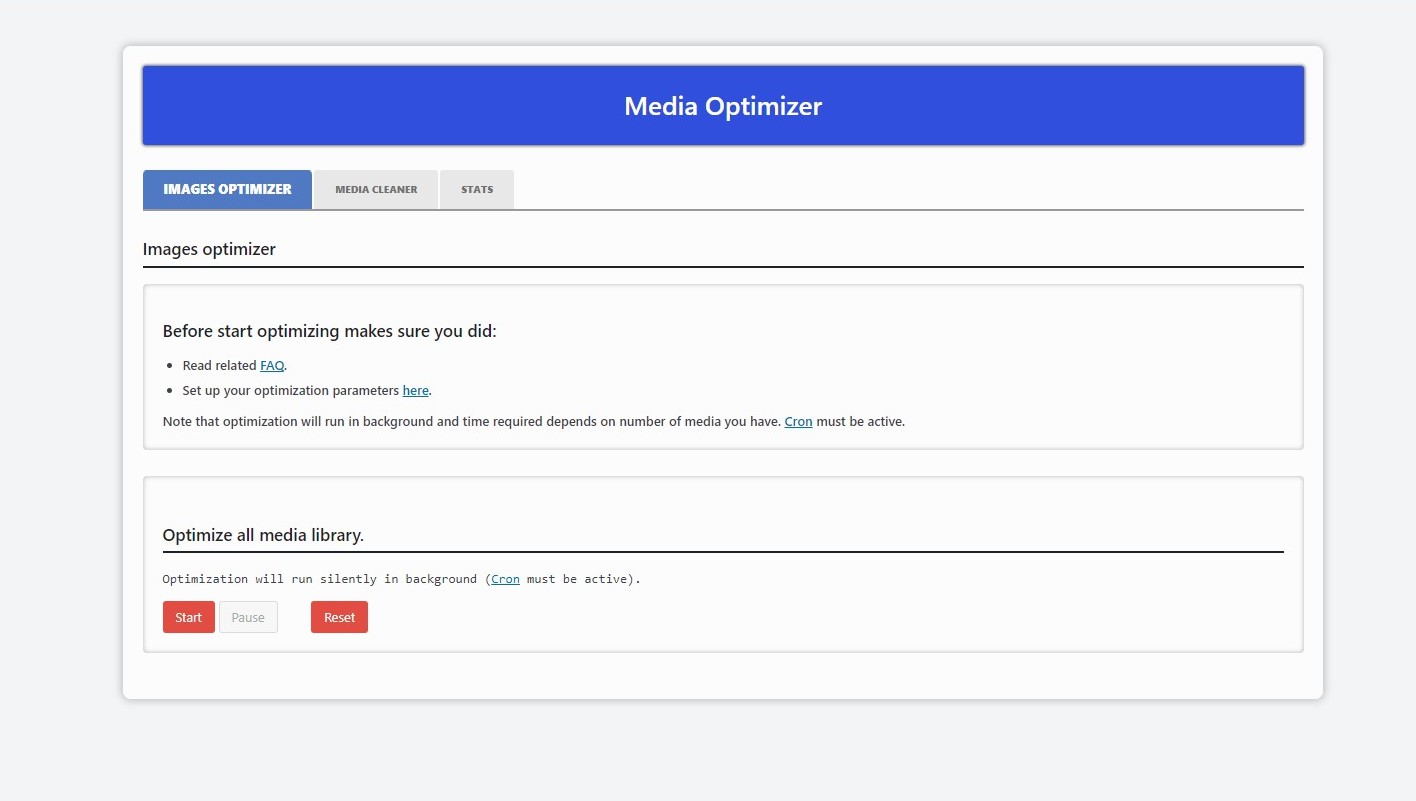 Media Optimizer
IMAGES OPTIMIZER
MEDIA CLEANER
STATS
Images optimizer
Before start optimizing makes sure you did:
Read related FAQ.
Set up your optimization parameters here.
Note that optimization will run in background and time required depends on number of media you have. Cron must be active.
Optimize all media library.
Optimization will run silently in background (Cron must be active).
Start
Pause
Reset